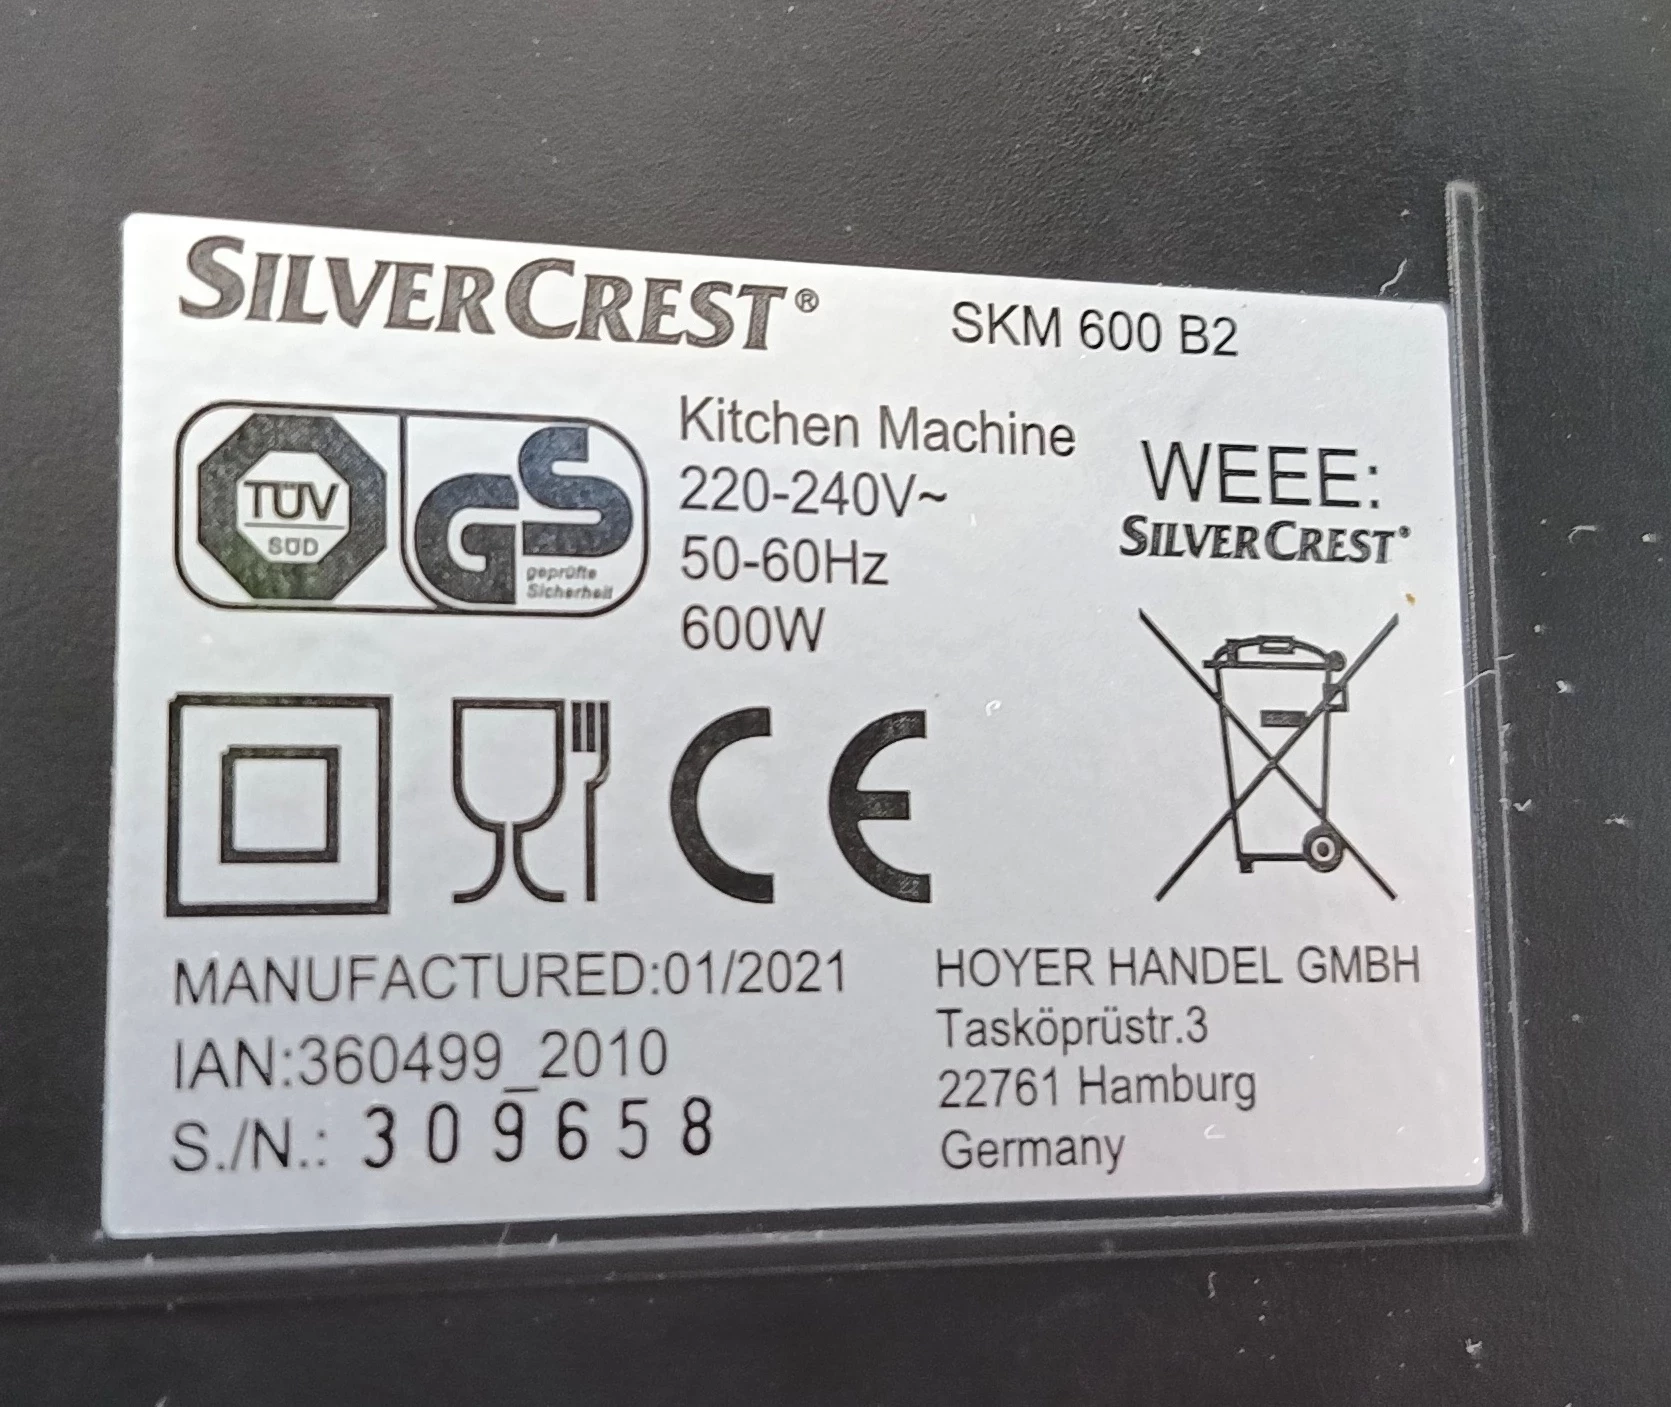 SILVERCREST® SKM 600 B2
TÜV
SÜD
GS
geprüfte
Sicherheit
Kitchen Machine
220-240V~
50-60Hz
600W
WEEE:
SILVERCREST®
CE
MANUFACTURED:01/2021
IAN:360499_2010
S./N.: 309658
HOYER HANDEL GMBH
Tasköprüstr.3
22761 Hamburg
Germany